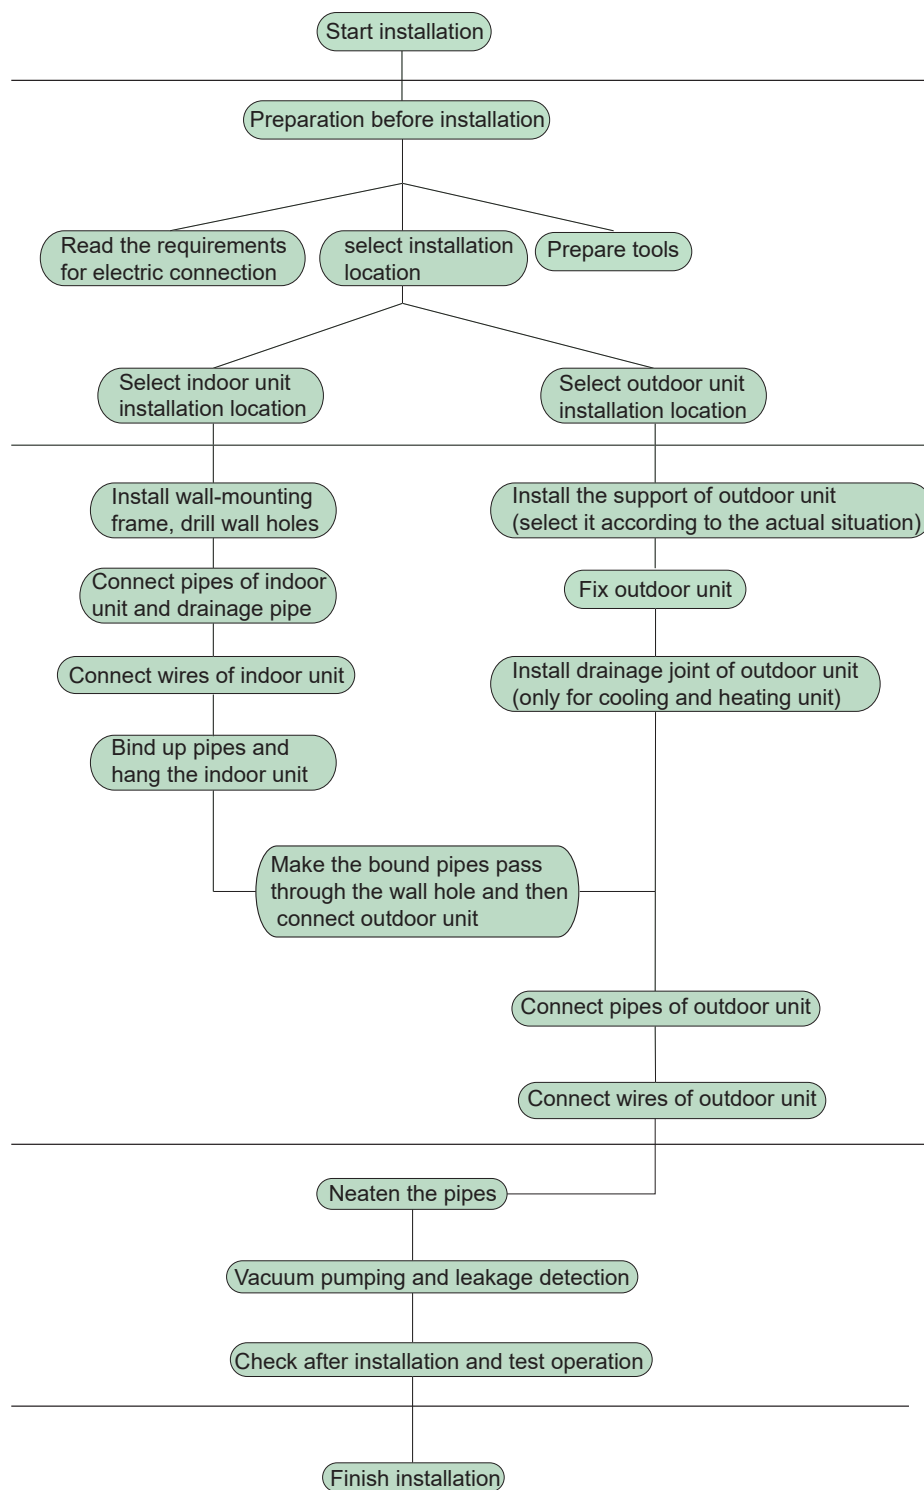 Start installation
Preparation before installation
Read the requirements
for electric connection
select installation
location
Prepare tools
Select indoor unit
installation location
Select outdoor unit
installation location
Install wall-mounting
frame, drill wall holes
Install the support of outdoor unit
(select it according to the actual situation)
Connect pipes of indoor
unit and drainage pipe
Fix outdoor unit
Connect wires of indoor unit
Install drainage joint of outdoor unit
(only for cooling and heating unit)
Bind up pipes and
hang the indoor unit
Make the bound pipes pass
through the wall hole and then
connect outdoor unit
Connect pipes of outdoor unit
Connect wires of outdoor unit
Neaten the pipes
Vacuum pumping and leakage detection
Check after installation and test operation
Finish installation